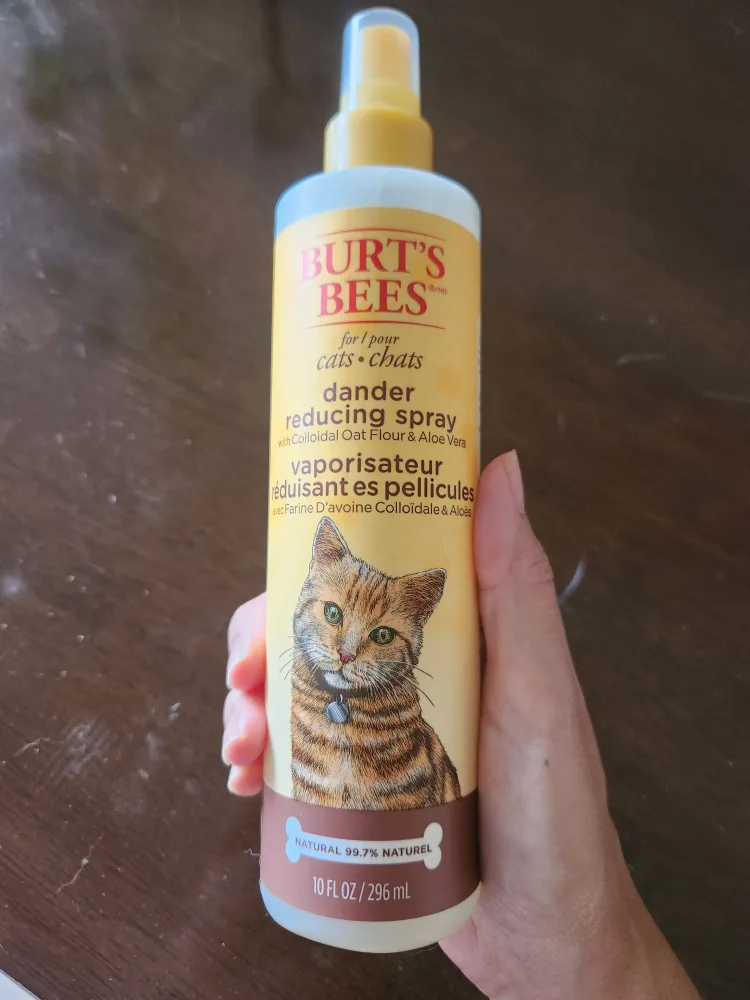 BURT'S
BEES®/MD
for / pour
cats • chats
dander
reducing spray
with Colloidal Oat Flour & Aloe Vera
vaporisateur
réduisant es pellicules
avec Farine D'avoine Colloïdale & Aloès
NATURAL 99.7% NATUREL
10 FL OZ / 296 mL